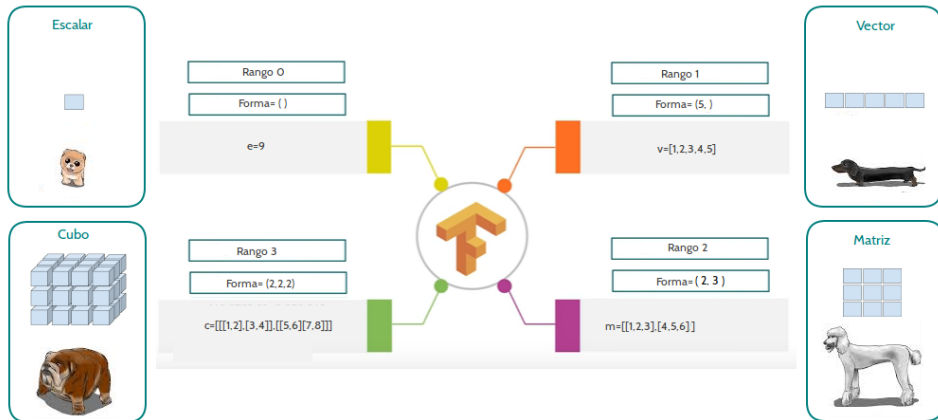 Escalar
Rango 0
Forma= ( )
e=9
Rango 1
Forma= (5, )
v=[1,2,3,4,5]
Vector
Cubo
Rango 3
Forma= (2,2,2)
c=[[[1,2],[3,4]],[[5,6][7,8]]]
Rango 2
Forma= ( 2, 3 )
m=[[1,2,3],[4,5,6]]
Matriz